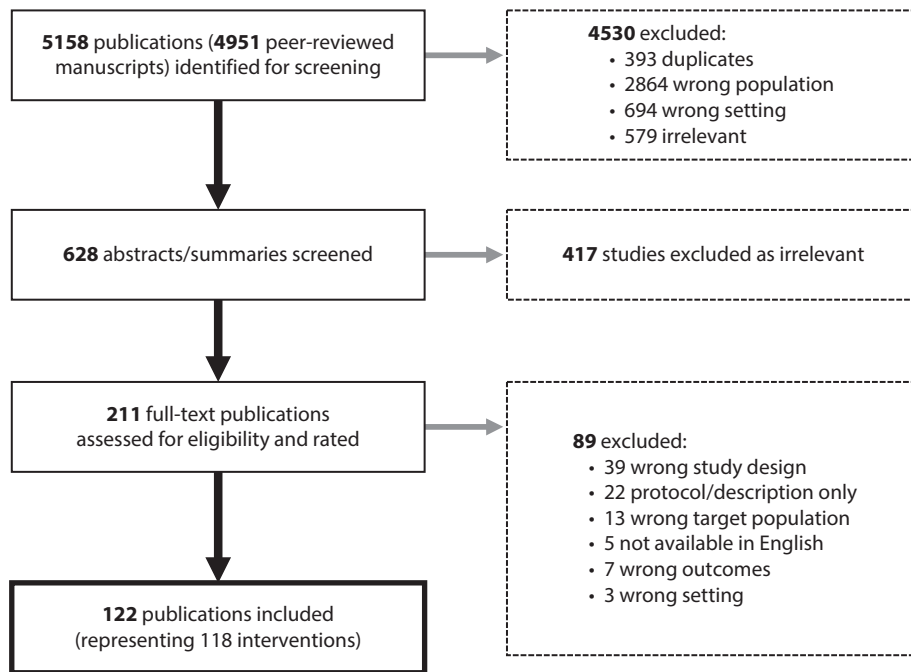 5158 publications (4951 peer-reviewed
manuscripts) identified for screening
4530 excluded:
• 393 duplicates
• 2864 wrong population
• 694 wrong setting
• 579 irrelevant
628 abstracts/summaries screened
417 studies excluded as irrelevant
211 full-text publications
assessed for eligibility and rated
89 excluded:
• 39 wrong study design
• 22 protocol/description only
• 13 wrong target population
• 5 not available in English
• 7 wrong outcomes
• 3 wrong setting
122 publications included
(representing 118 interventions)